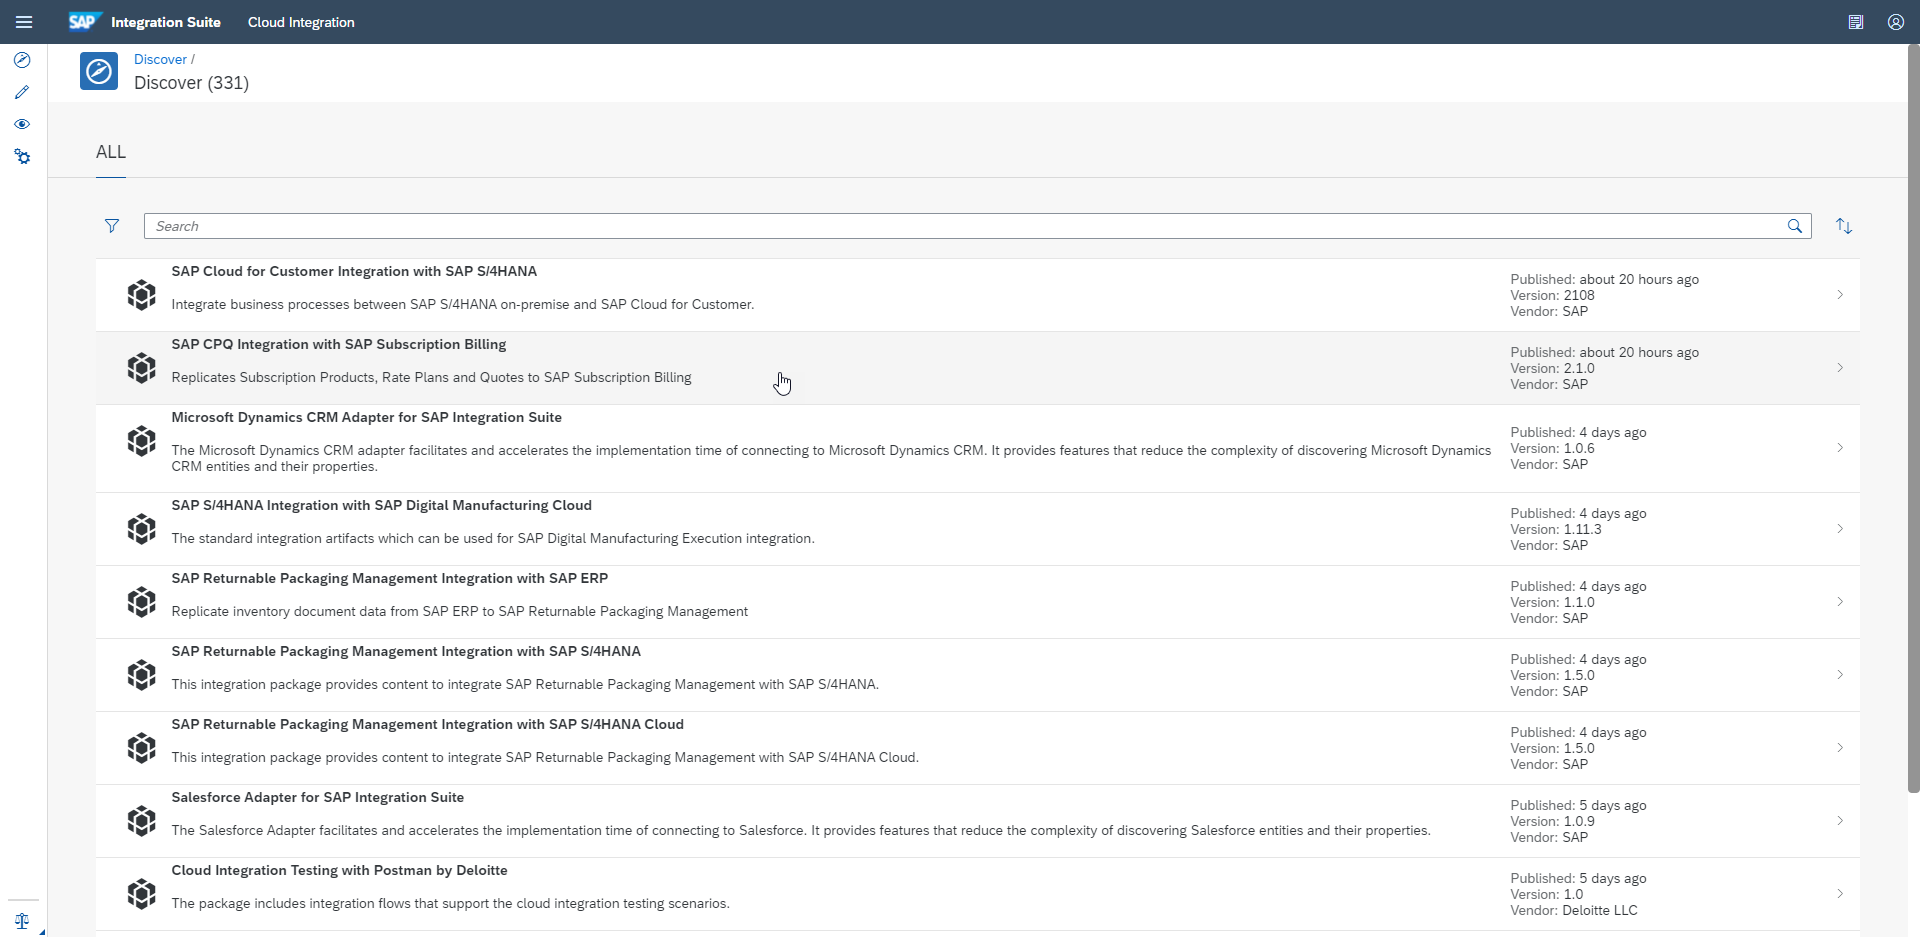 SAP Integration Suite Cloud Integration
Discover /
Discover (331)
ALL
Search
SAP Cloud for Customer Integration with SAP S/4HANA
Integrate business processes between SAP S/4HANA on-premise and SAP Cloud for Customer.
Published: about 20 hours ago
Version: 2108
Vendor: SAP
SAP CPQ Integration with SAP Subscription Billing
Replicates Subscription Products, Rate Plans and Quotes to SAP Subscription Billing
Published: about 20 hours ago
Version: 2.1.0
Vendor: SAP
Microsoft Dynamics CRM Adapter for SAP Integration Suite
The Microsoft Dynamics CRM adapter facilitates and accelerates the implementation time of connecting to Microsoft Dynamics CRM. It provides features that reduce the complexity of discovering Microsoft Dynamics
CRM entities and their properties.
Published: 4 days ago
Version: 1.0.6
Vendor: SAP
SAP S/4HANA Integration with SAP Digital Manufacturing Cloud
The standard integration artifacts which can be used for SAP Digital Manufacturing Execution integration.
Published: 4 days ago
Version: 1.11.3
Vendor: SAP
SAP Returnable Packaging Management Integration with SAP ERP
Replicate inventory document data from SAP ERP to SAP Returnable Packaging Management
Published: 4 days ago
Version: 1.1.0
Vendor: SAP
SAP Returnable Packaging Management Integration with SAP S/4HANA
This integration package provides content to integrate SAP Returnable Packaging Management with SAP S/4HANA.
Published: 4 days ago
Version: 1.5.0
Vendor: SAP
SAP Returnable Packaging Management Integration with SAP S/4HANA Cloud
This integration package provides content to integrate SAP Returnable Packaging Management with SAP S/4HANA Cloud.
Published: 4 days ago
Version: 1.5.0
Vendor: SAP
Salesforce Adapter for SAP Integration Suite
The Salesforce Adapter facilitates and accelerates the implementation time of connecting to Salesforce. It provides features that reduce the complexity of discovering Salesforce entities and their properties.
Published: 5 days ago
Version: 1.0.9
Vendor: SAP
Cloud Integration Testing with Postman by Deloitte
The package includes integration flows that support the cloud integration testing scenarios.
Published: 5 days ago
Version: 1.0
Vendor: Deloitte LLC